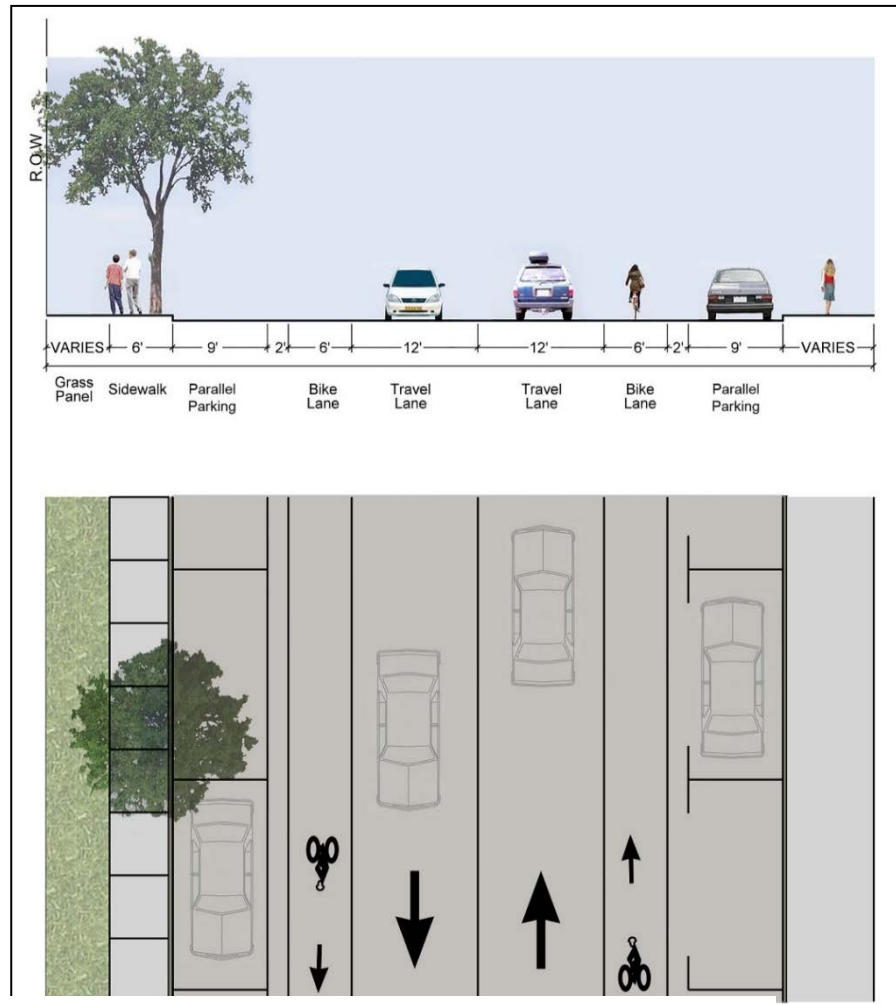 R.O.W
VARIES 6' 9' 2' 6' 12' 12' 6' 2' 9' VARIES
Grass Panel
Sidewalk
Parallel Parking
Bike Lane
Travel Lane
Travel Lane
Bike Lane
Parallel Parking